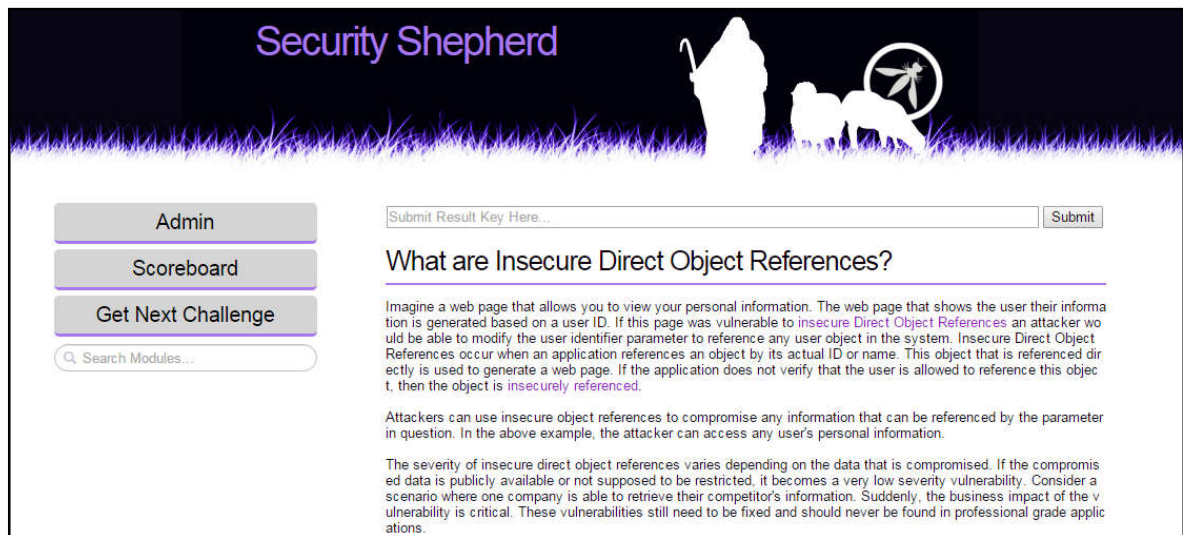 Security Shepherd
Admin
Scoreboard
Get Next Challenge
Search Modules...
Submit Result Key Here...
Submit
What are Insecure Direct Object References?
Imagine a web page that allows you to view your personal information. The web page that shows the user their informa
tion is generated based on a user ID. If this page was vulnerable to insecure Direct Object References an attacker wo
uld be able to modify the user identifier parameter to reference any user object in the system. Insecure Direct Object
References occur when an application references an object by its actual ID or name. This object that is referenced dir
ectly is used to generate a web page. If the application does not verify that the user is allowed to reference this objec
t, then the object is insecurely referenced.
Attackers can use insecure object references to compromise any information that can be referenced by the parameter
in question. In the above example, the attacker can access any user's personal information.
The severity of insecure direct object references varies depending on the data that is compromised. If the compromis
ed data is publicly available or not supposed to be restricted, it becomes a very low severity vulnerability. Consider a
scenario where one company is able to retrieve their competitor's information. Suddenly, the business impact of the v
ulnerability is critical. These vulnerabilities still need to be fixed and should never be found in professional grade applic
ations.